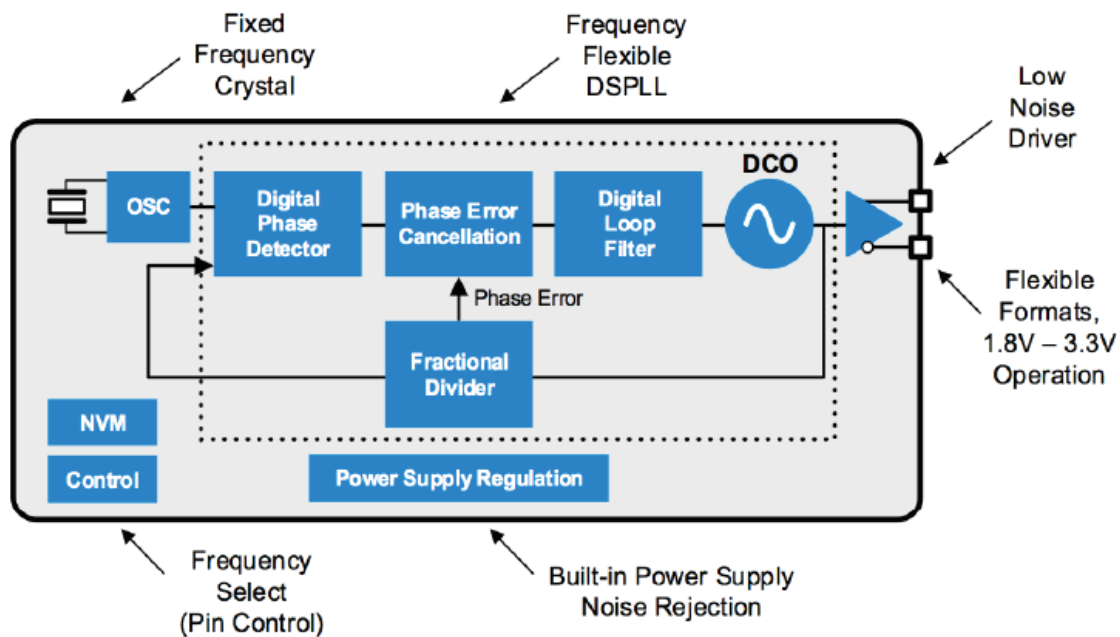 Fixed
Frequency
Crystal
Frequency
Flexible
DSPLL
Low
Noise
Driver
DCO
OSC
Digital
Phase
Detector
Phase Error
Cancellation
Digital
Loop
Filter
Phase Error
Fractional
Divider
Flexible
Formats,
1.8V – 3.3V
Operation
NVM
Control
Power Supply Regulation
Frequency
Select
(Pin Control)
Built-in Power Supply
Noise Rejection